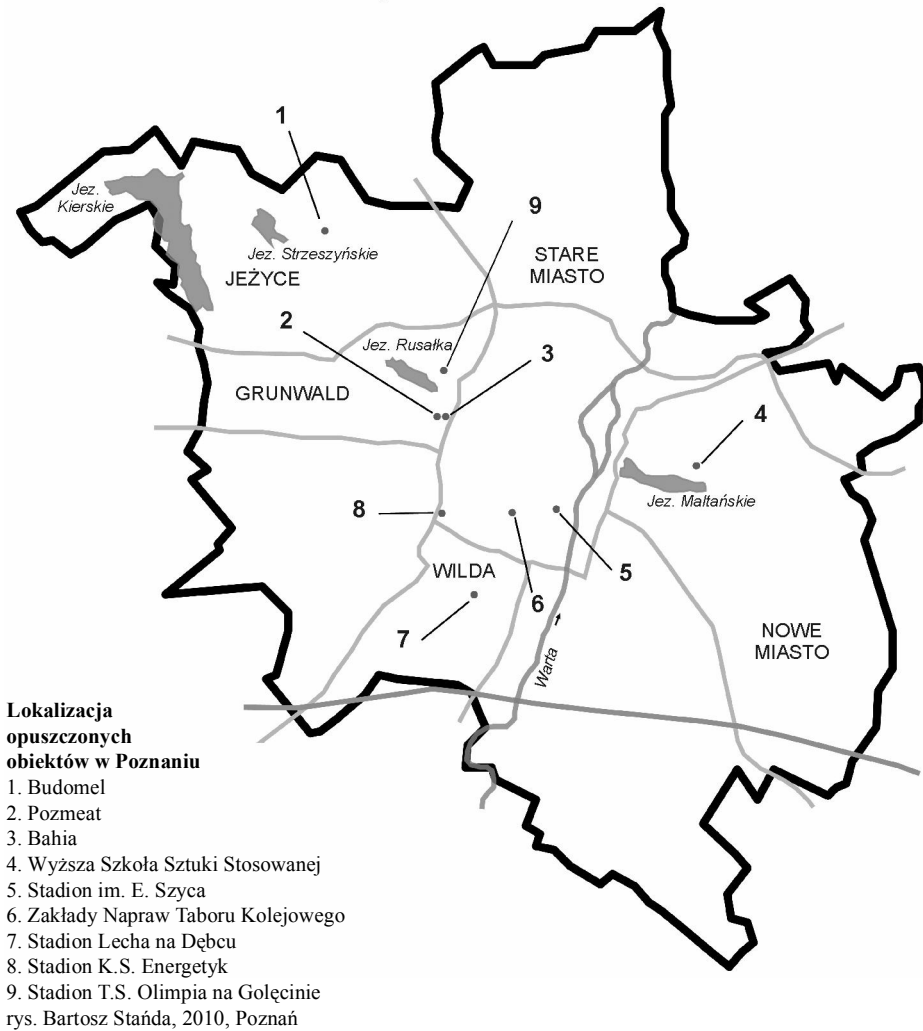 1
Jez.
Kierskie
9
Jez. Strzeszyńskie
STARE
MIASTO
JEŻYCE
2
Jez. Rusałka
3
GRUNWALD
4
Jez. Maltańskie
8
WILDA
5
6
7
NOWE
MIASTO
Warta
Lokalizacja
opuszczonych
obiektów w Poznaniu
1. Budomel
2. Pozmeat
3. Bahia
4. Wyższa Szkoła Sztuki Stosowanej
5. Stadion im. E. Szyca
6. Zakłady Napraw Taboru Kolejowego
7. Stadion Lecha na Dębcu
8. Stadion K.S. Energetyk
9. Stadion T.S. Olimpia na Golęcinie
rys. Bartosz Stańda, 2010, Poznań